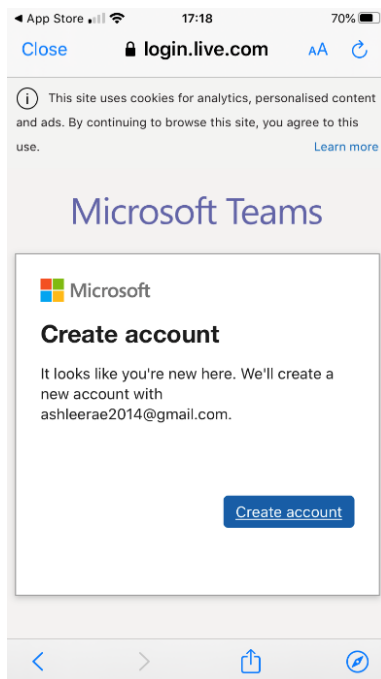 App Store 17:18 70%
Close login.live.com AA
This site uses cookies for analytics, personalised content
and ads. By continuing to browse this site, you agree to this
use. Learn more
Microsoft Teams
Microsoft
Create account
It looks like you're new here. We'll create a
new account with
ashleerae2014@gmail.com.
Create account